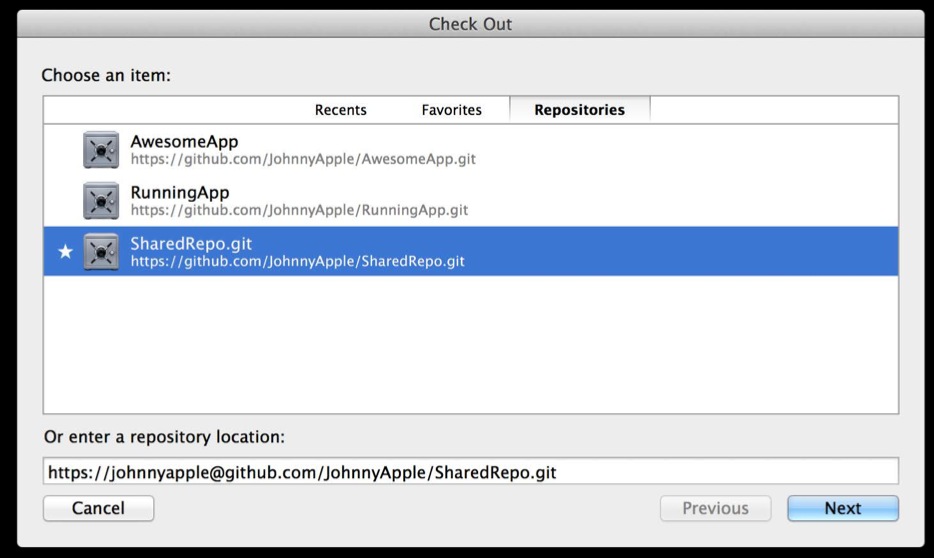 Check Out
Choose an item:
Recents Favorites Repositories
AwesomeApp
https://github.com/JohnnyApple/AwesomeApp.git
RunningApp
https://github.com/JohnnyApple/RunningApp.git
SharedRepo.git
https://github.com/JohnnyApple/SharedRepo.git
Or enter a repository location:
https://johnnyapple@github.com/JohnnyApple/SharedRepo.git
Cancel Previous Next